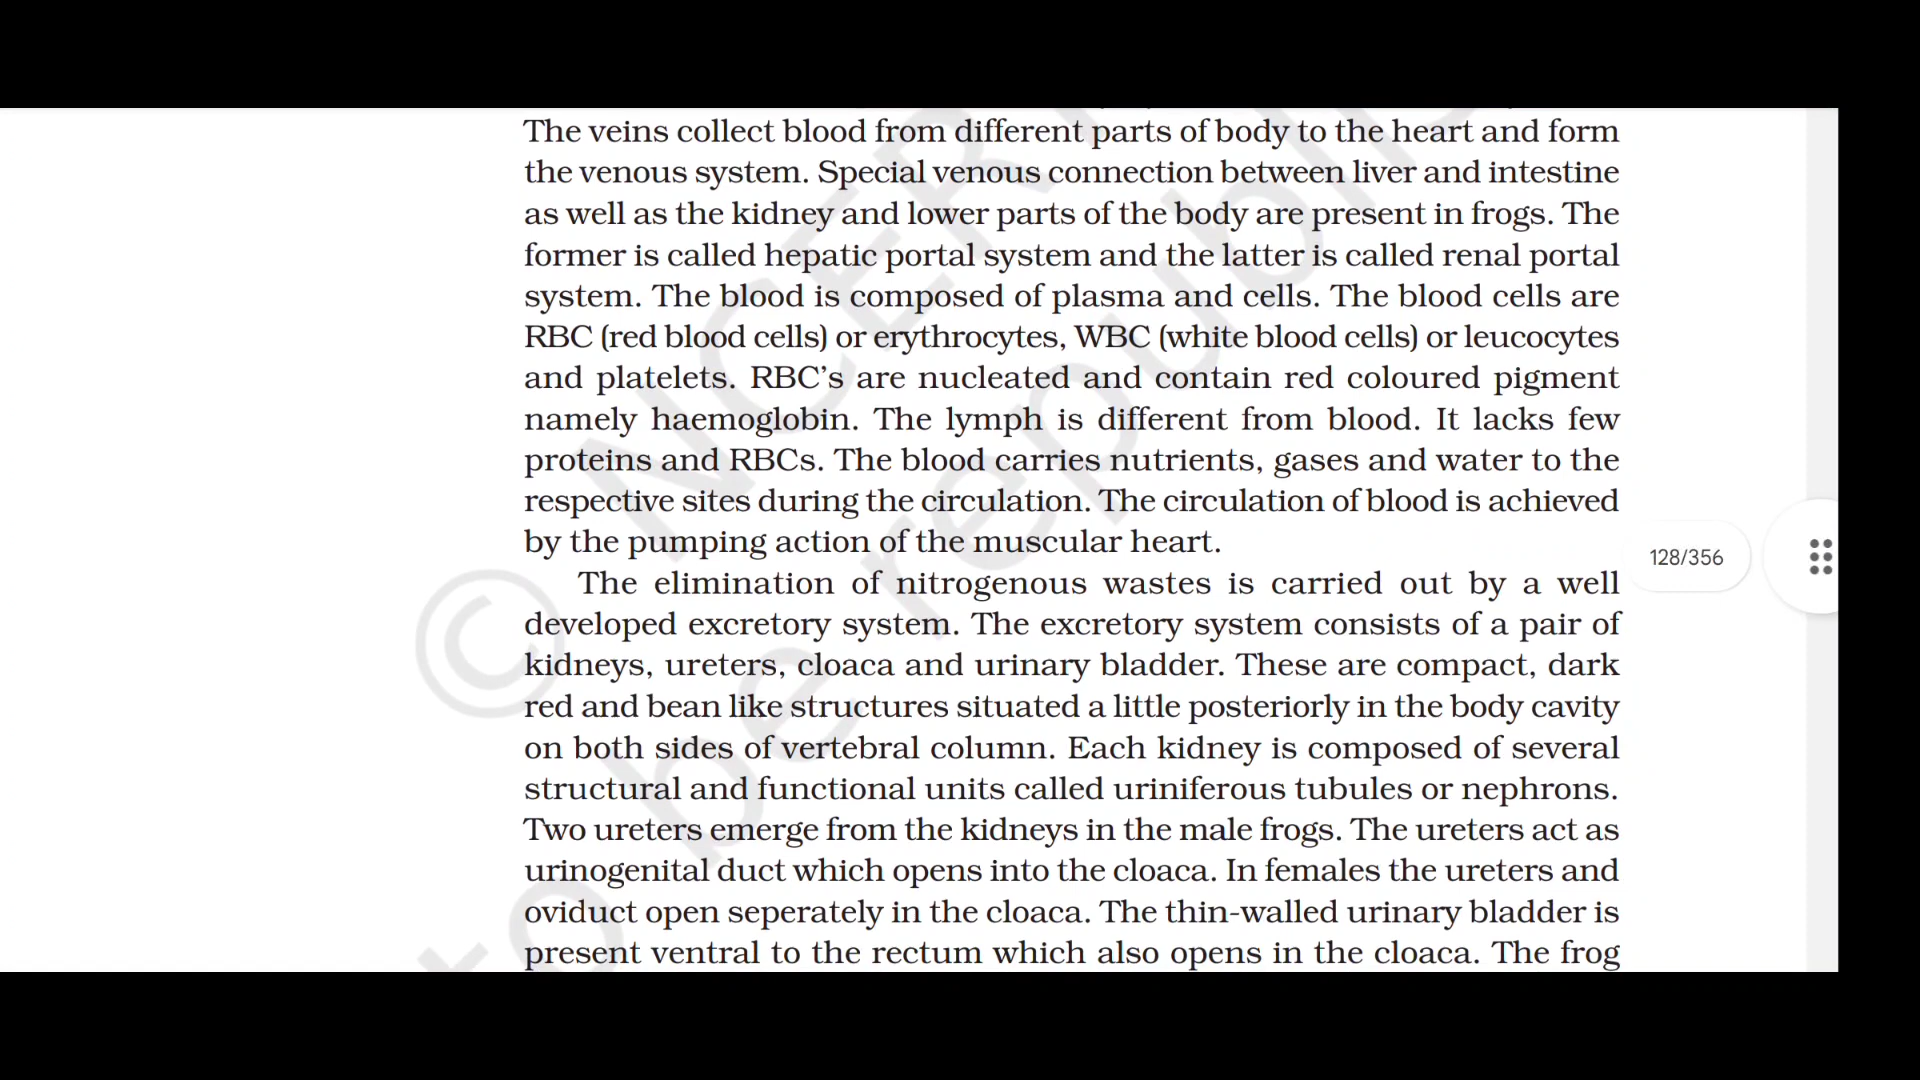 The veins collect blood from different parts of body to the heart and form
the venous system. Special venous connection between liver and intestine
as well as the kidney and lower parts of the body are present in frogs. The
former is called hepatic portal system and the latter is called renal portal
system. The blood is composed of plasma and cells. The blood cells are
RBC (red blood cells) or erythrocytes, WBC (white blood cells) or leucocytes
and platelets. RBC’s are nucleated and contain red coloured pigment
namely haemoglobin. The lymph is different from blood. It lacks few
proteins and RBCs. The blood carries nutrients, gases and water to the
respective sites during the circulation. The circulation of blood is achieved
by the pumping action of the muscular heart.
The elimination of nitrogenous wastes is carried out by a well
developed excretory system. The excretory system consists of a pair of
kidneys, ureters, cloaca and urinary bladder. These are compact, dark
red and bean like structures situated a little posteriorly in the body cavity
on both sides of vertebral column. Each kidney is composed of several
structural and functional units called uriniferous tubules or nephrons.
Two ureters emerge from the kidneys in the male frogs. The ureters act as
urinogenital duct which opens into the cloaca. In females the ureters and
oviduct open seperately in the cloaca. The thin-walled urinary bladder is
present ventral to the rectum which also opens in the cloaca. The frog
128/356
© NCERT
to be republi